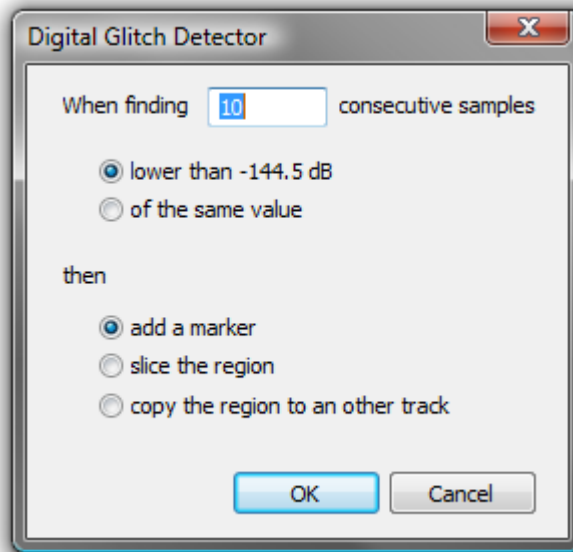 Digital Glitch Detector
When finding 10 consecutive samples
lower than -144.5 dB
of the same value
then
add a marker
slice the region
copy the region to an other track
OK Cancel